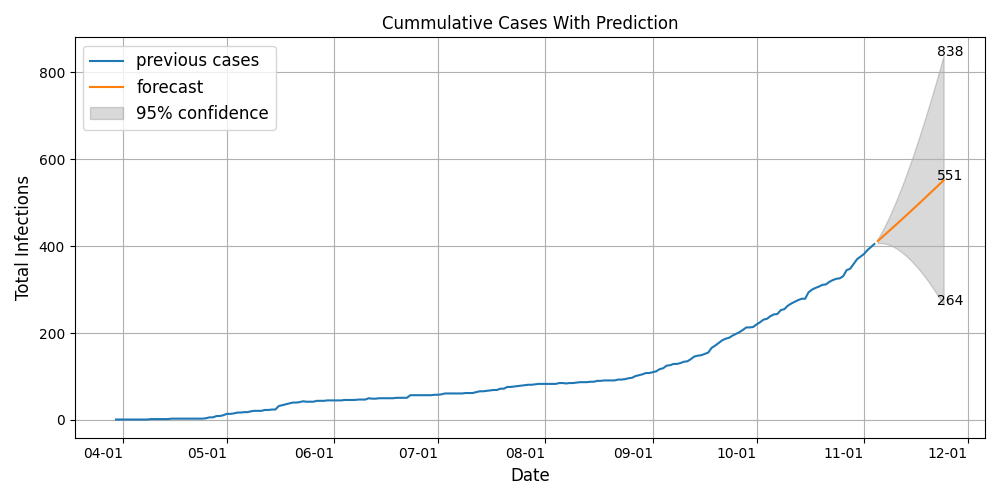 Cummulative Cases With Prediction
previous cases
forecast
95% confidence
838
551
264
800
600
400
200
0
Total Infections
04-01 05-01 06-01 07-01 08-01 09-01 10-01 11-01 12-01
Date